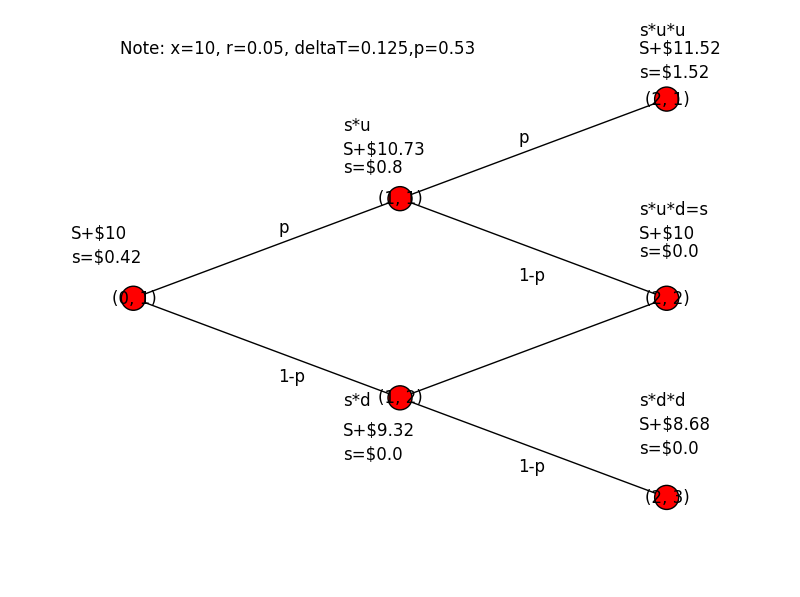 s*u*u
Note: x=10, r=0.05, deltaT=0.125,p=0.53
S+$11.52
s=$1.52
(2, 1)
s*u
p
S+$10.73
s=$0.8
(1, 1)
s*u*d=s
p
S+$10
S+$10
s=$0.0
s=$0.42
1-p
(0, 1)
(2, 2)
1-p
s*d
(1, 2)
s*d*d
S+$9.32
S+$8.68
s=$0.0
s=$0.0
1-p
(2, 3)